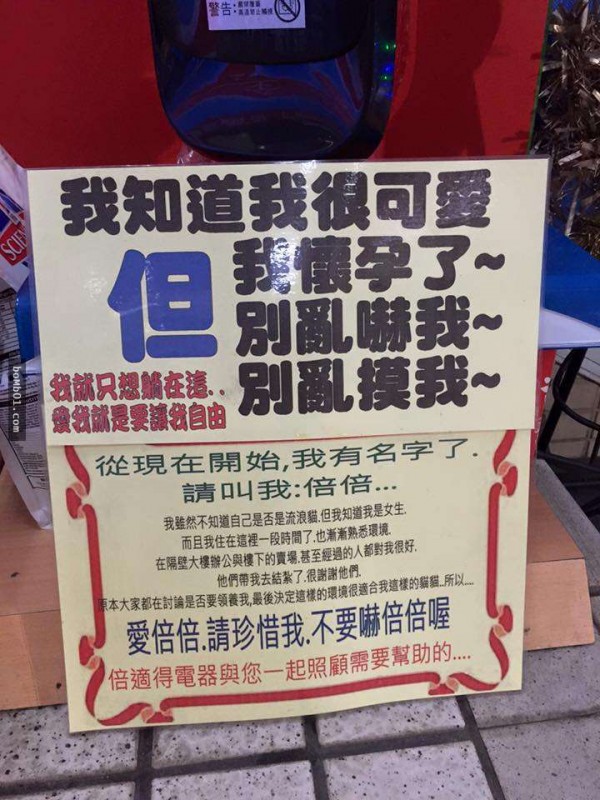 警告
高溫禁止觸摸
SCIEN
我知道我很可愛
但
我懷孕了~
別亂嚇我~
別亂摸我~
我就只想躺在這..
愛我就是要讓我自由
boMb01.com
從現在開始,我有名字了.
請叫我:倍倍...
我雖然不知道自己是否是流浪貓.但我知道我是女生.
而且我住在這裡一段時間了.也漸漸熟悉環境.
在隔壁大樓辦公與樓下的賣場.甚至經過的人都對我很好.
他們帶我去結紮了.很謝謝他們.
原本大家都在討論是否要領養我,最後決定這樣的環境很適合我這樣的貓貓..所以....
愛倍倍.請珍惜我.不要嚇倍倍喔
倍適得電器與您一起照顧需要幫助的....